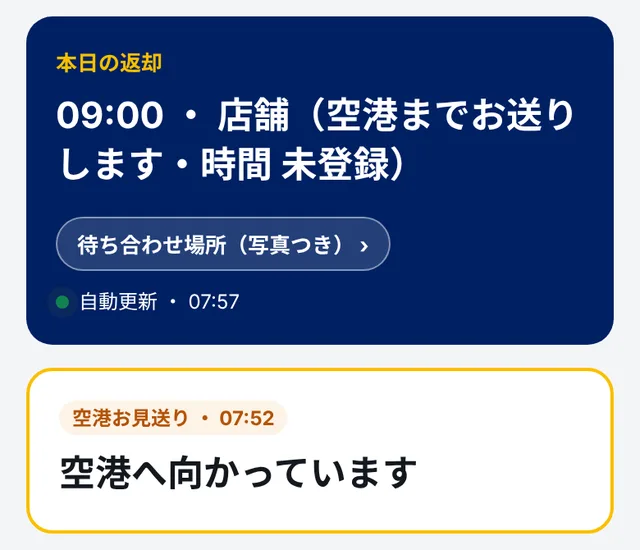 本日の返却
09:00 ・ 店舗（空港までお送り
します・時間 未登録）
待ち合わせ場所（写真つき） ›
自動更新 ・ 07:57
空港お見送り ・ 07:52
空港へ向かっています